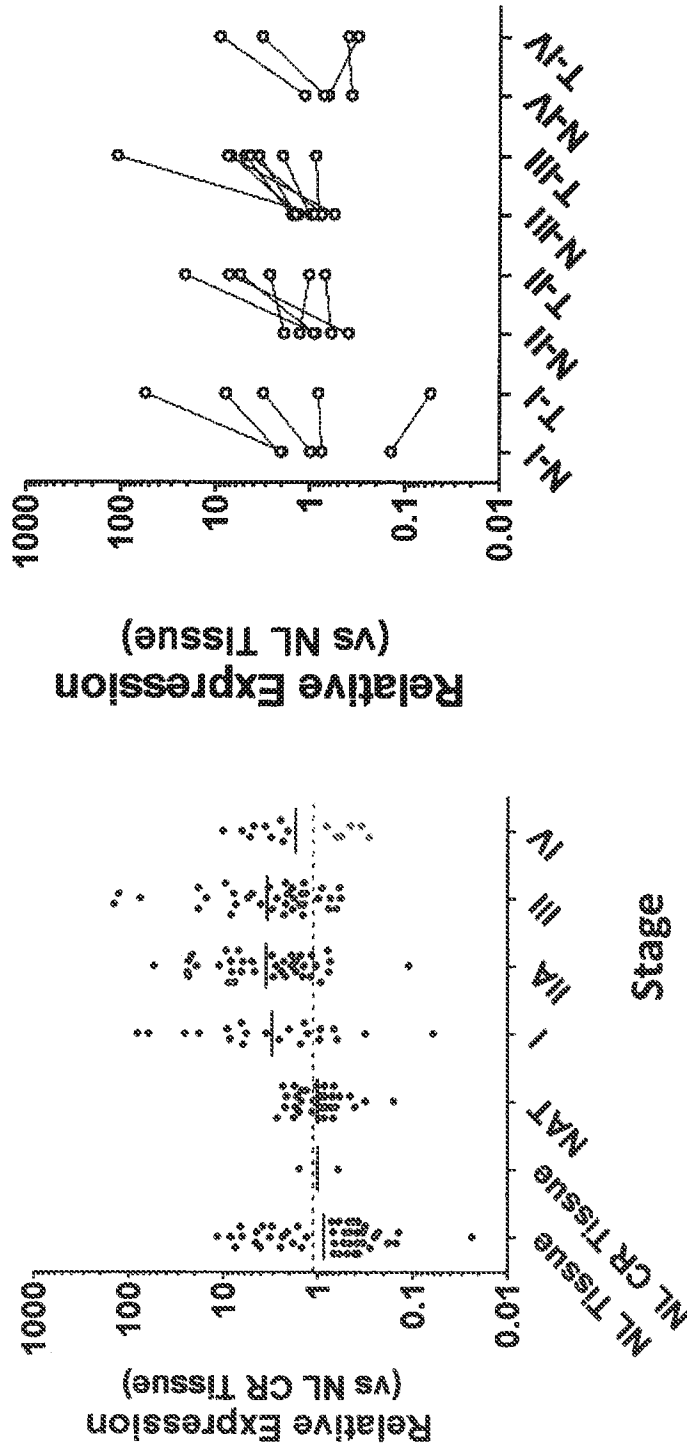 Relative Expression
(vs NL CR Tissue)
1000
100
10
1
0.1
0.01
NL Tissue
NL CR Tissue
NAT
I
IIA
III
IV
Stage
Relative Expression
(vs NL Tissue)
1000
100
10
1
0.1
0.01
N-I
T-I
N-II
T-II
N-III
T-III
N-IV
T-IV